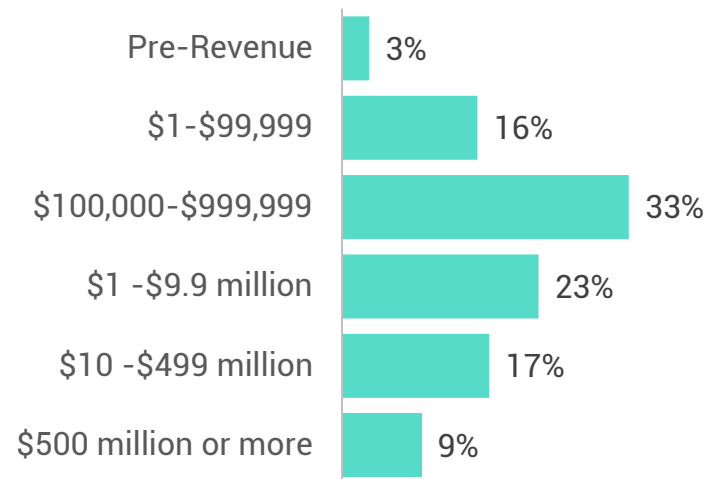 Pre-Revenue 3%
$1-$99,999 16%
$100,000-$999,999 33%
$1 -$9.9 million 23%
$10 -$499 million 17%
$500 million or more 9%